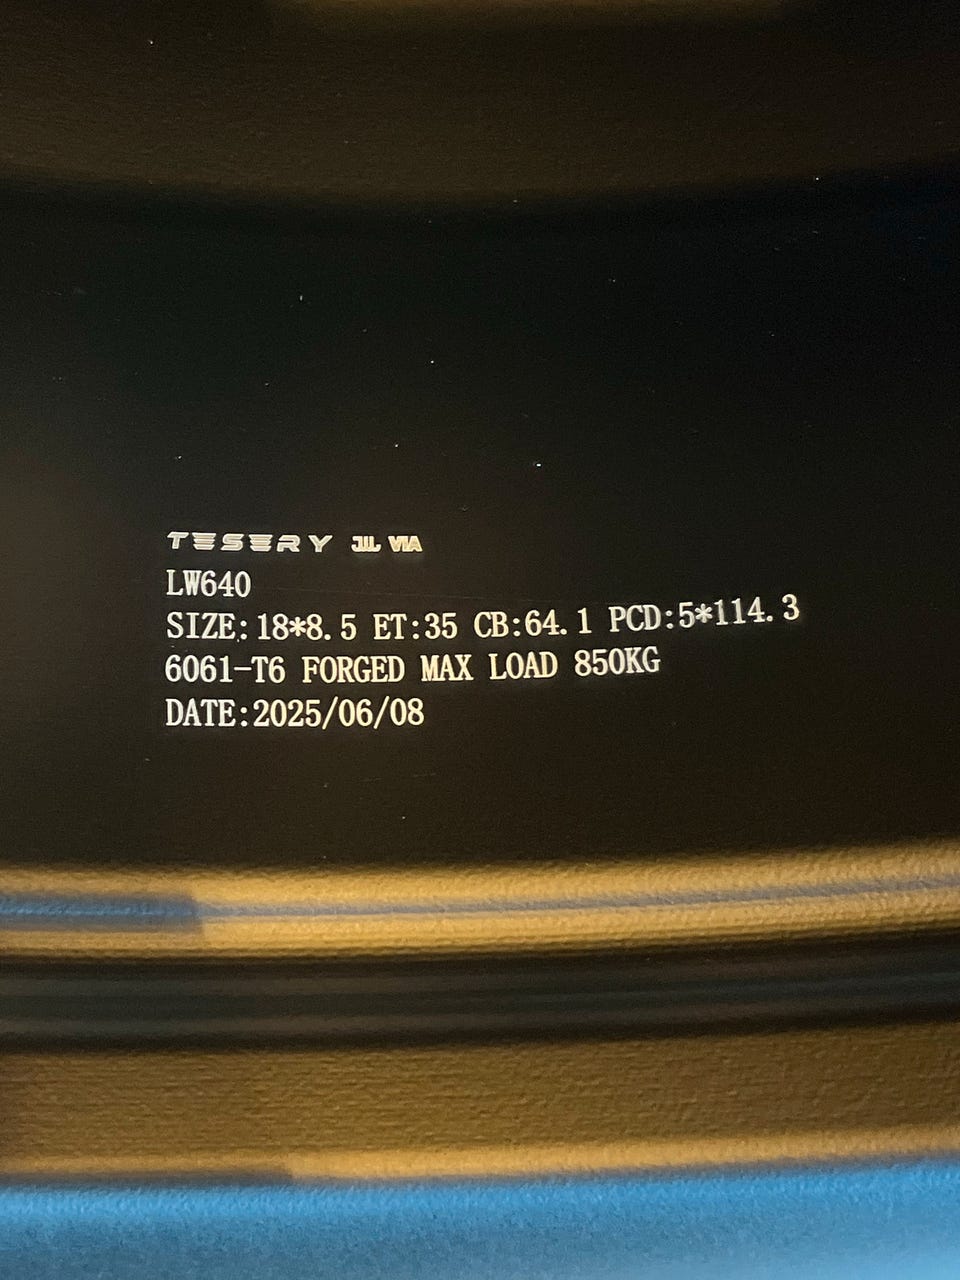 TESERY JWL VIA
LW640
SIZE:18*8.5 ET:35 CB:64.1 PCD:5*114.3
6061-T6 FORGED MAX LOAD 850KG
DATE:2025/06/08